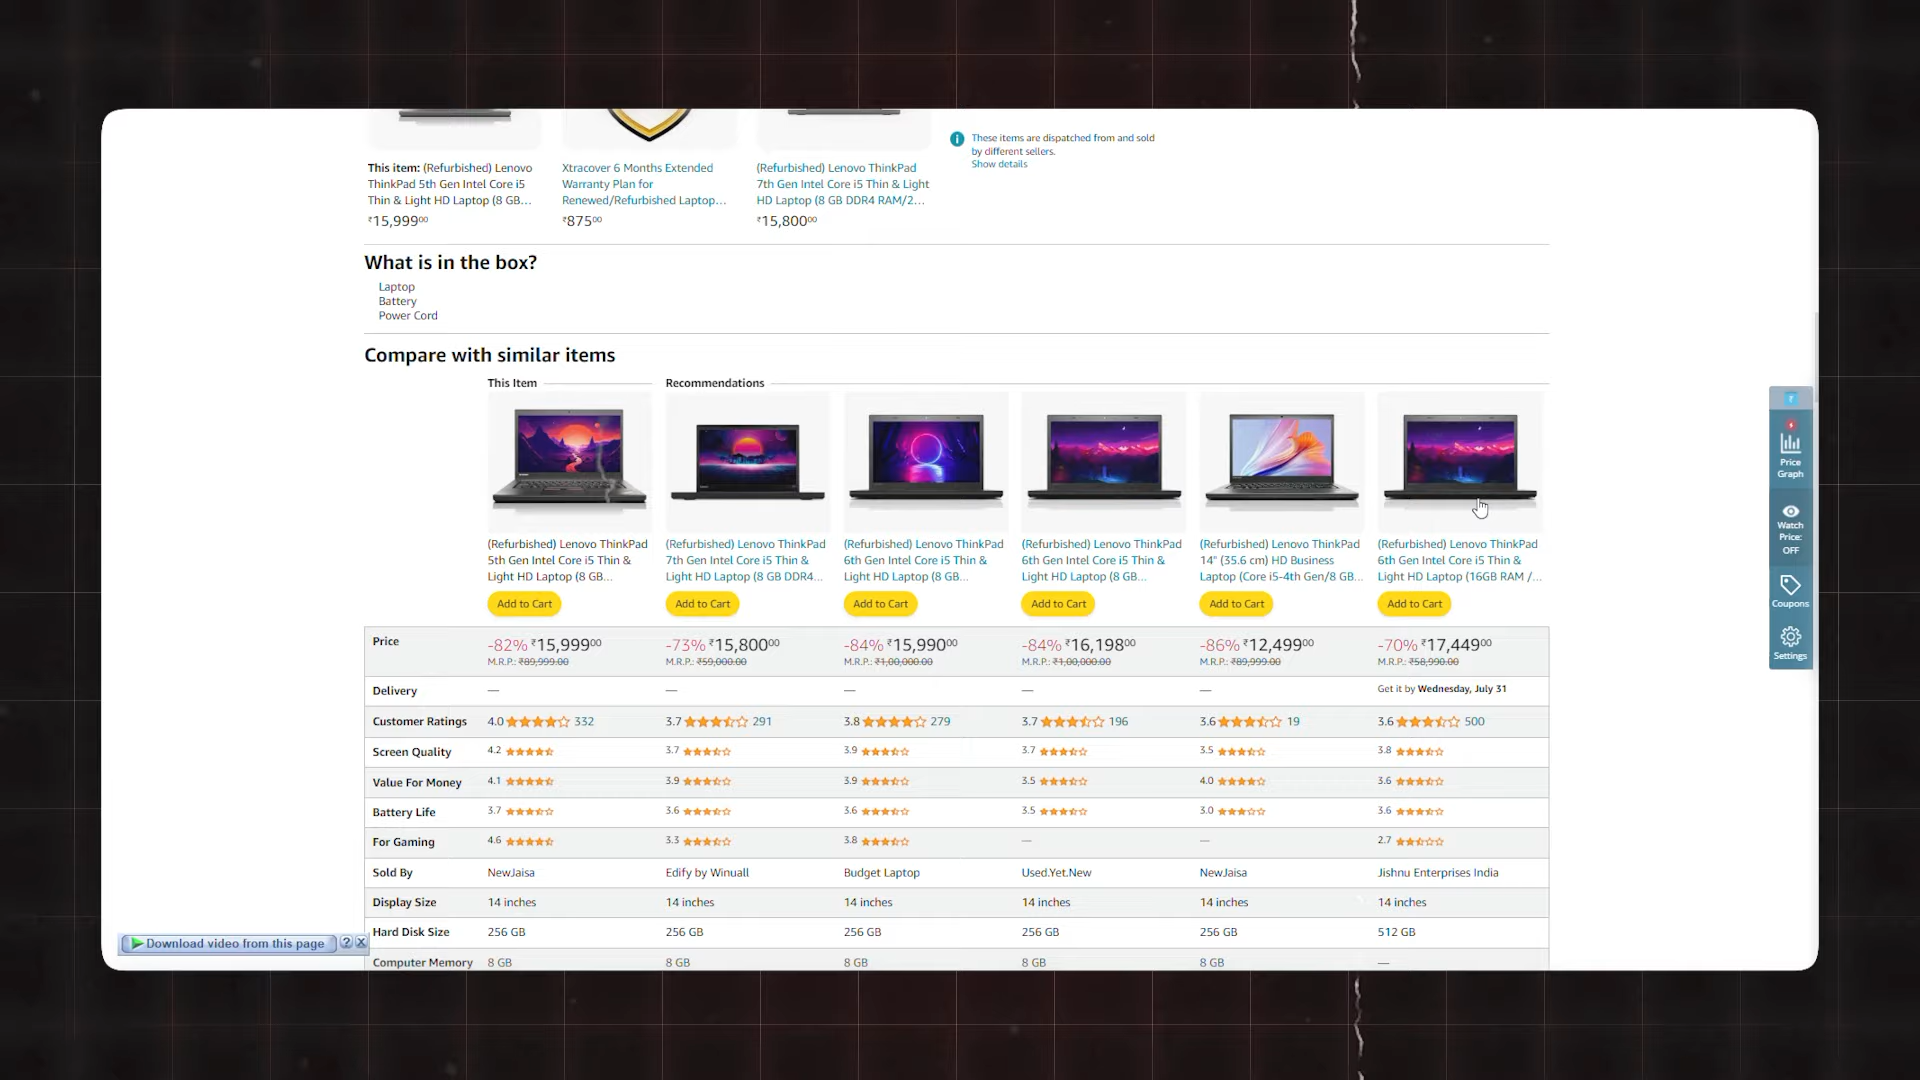 This item: (Refurbished) Lenovo
ThinkPad 5th Gen Intel Core i5
Thin & Light HD Laptop (8 GB...
₹15,99900
Xtracover 6 Months Extended
Warranty Plan for
Renewed/Refurbished Laptop...
₹87500
(Refurbished) Lenovo ThinkPad
7th Gen Intel Core i5 Thin & Light
HD Laptop (8 GB DDR4 RAM/2...
₹15,80000
These items are dispatched from and sold
by different sellers.
Show details
What is in the box?
Laptop
Battery
Power Cord
Compare with similar items
This Item
Recommendations
(Refurbished) Lenovo ThinkPad
5th Gen Intel Core i5 Thin &
Light HD Laptop (8 GB...
Add to Cart
(Refurbished) Lenovo ThinkPad
7th Gen Intel Core i5 Thin &
Light HD Laptop (8 GB DDR4...
Add to Cart
(Refurbished) Lenovo ThinkPad
6th Gen Intel Core i5 Thin &
Light HD Laptop (8 GB...
Add to Cart
(Refurbished) Lenovo ThinkPad
6th Gen Intel Core i5 Thin &
Light HD Laptop (8 GB...
Add to Cart
(Refurbished) Lenovo ThinkPad
14" (35.6 cm) HD Business
Laptop (Core i5-4th Gen/8 GB...
Add to Cart
(Refurbished) Lenovo ThinkPad
6th Gen Intel Core i5 Thin &
Light HD Laptop (16GB RAM /...
Add to Cart
Price -82% ₹15,99900 -73% ₹15,80000 -84% ₹15,99000 -84% ₹16,19800 -86% ₹12,49900 -70% ₹17,44900
M.R.P.: ₹89,999.00 M.R.P.: ₹59,000.00 M.R.P.: ₹1,00,000.00 M.R.P.: ₹1,00,000.00 M.R.P.: ₹89,999.00 M.R.P.: ₹58,990.00
Delivery — — — — — Get it by Wednesday, July 31
Customer Ratings 4.0 332 3.7 291 3.8 279 3.7 196 3.6 19 3.6 500
Screen Quality 4.2 3.7 3.9 3.7 3.5 3.8
Value For Money 4.1 3.9 3.9 3.5 4.0 3.6
Battery Life 3.7 3.6 3.6 3.5 3.0 3.6
For Gaming 4.6 3.3 3.8 — — 2.7
Sold By NewJaisa Edify by Winuall Budget Laptop Used.Yet.New NewJaisa Jishnu Enterprises India
Display Size 14 inches 14 inches 14 inches 14 inches 14 inches 14 inches
Hard Disk Size 256 GB 256 GB 256 GB 256 GB 256 GB 512 GB
Computer Memory 8 GB 8 GB 8 GB 8 GB 8 GB —
Download video from this page ? X
Price
Graph
Watch
Price:
OFF
Coupons
Settings